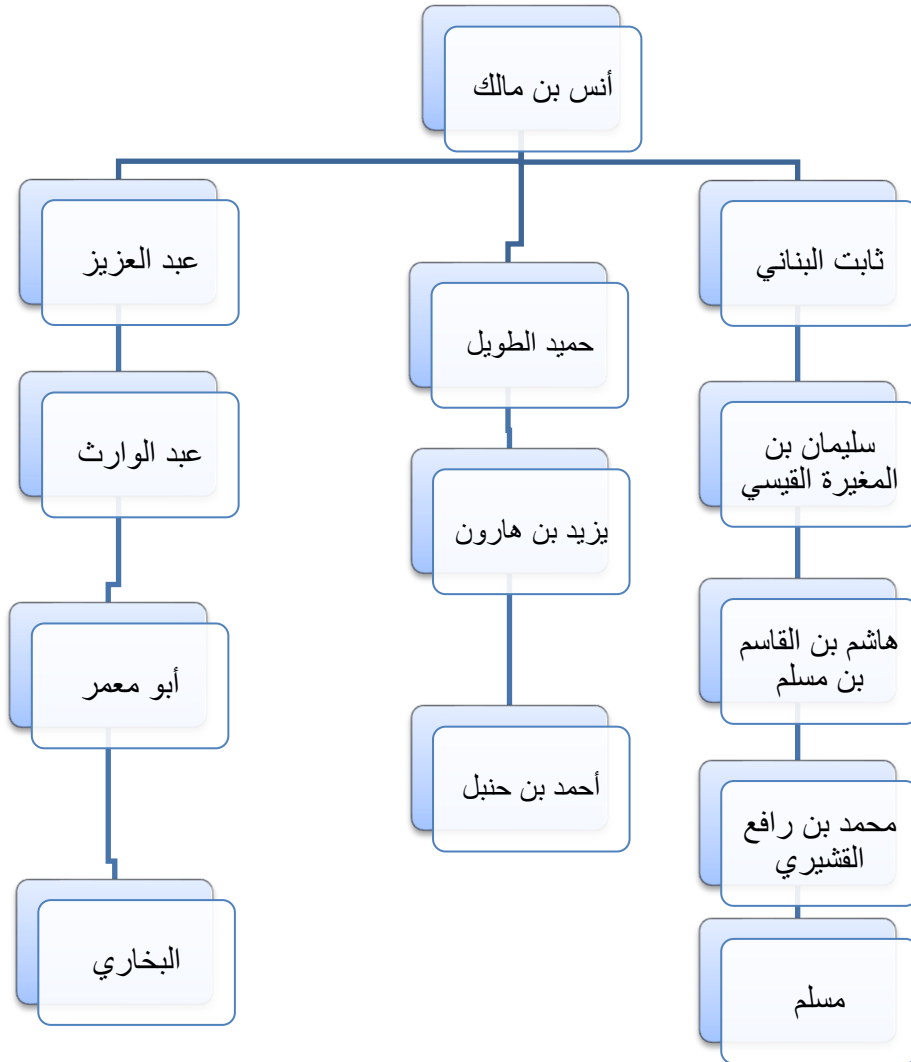 أنس بن مالك
ثابت البناني
حميد الطويل
عبد العزيز
سليمان بن
المغيرة القيسي
يزيد بن هارون
عبد الوارث
هاشم بن القاسم
بن مسلم
أبو معمر
أحمد بن حنبل
محمد بن رافع
القشيري
البخاري
مسلم